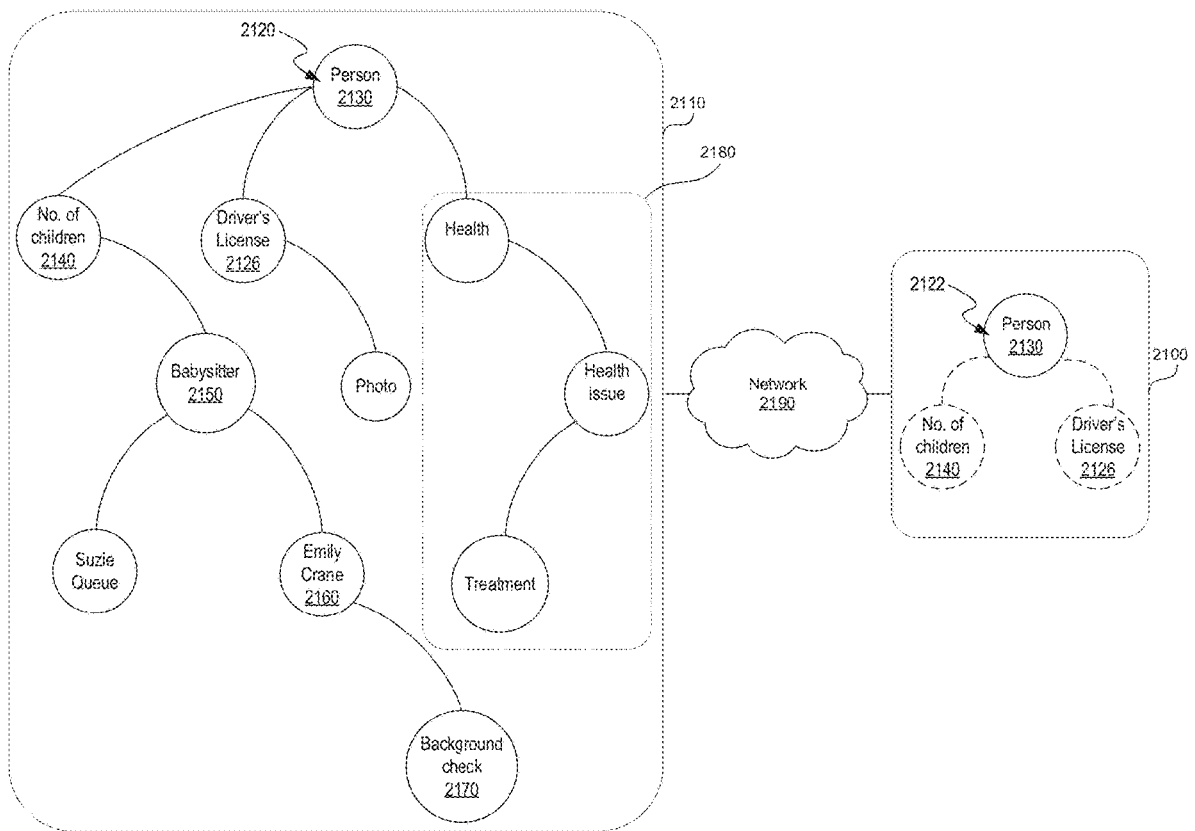 2120
Person
2130
2110
2180
No. of
children
2140
Driver's
License
2126
Health
2122
Person
2130
2100
Babysitter
2150
Photo
Health
issue
Network
2190
No. of
children
2140
Driver's
License
2126
Suzie
Queue
Emily
Crane
2160
Treatment
Background
check
2170